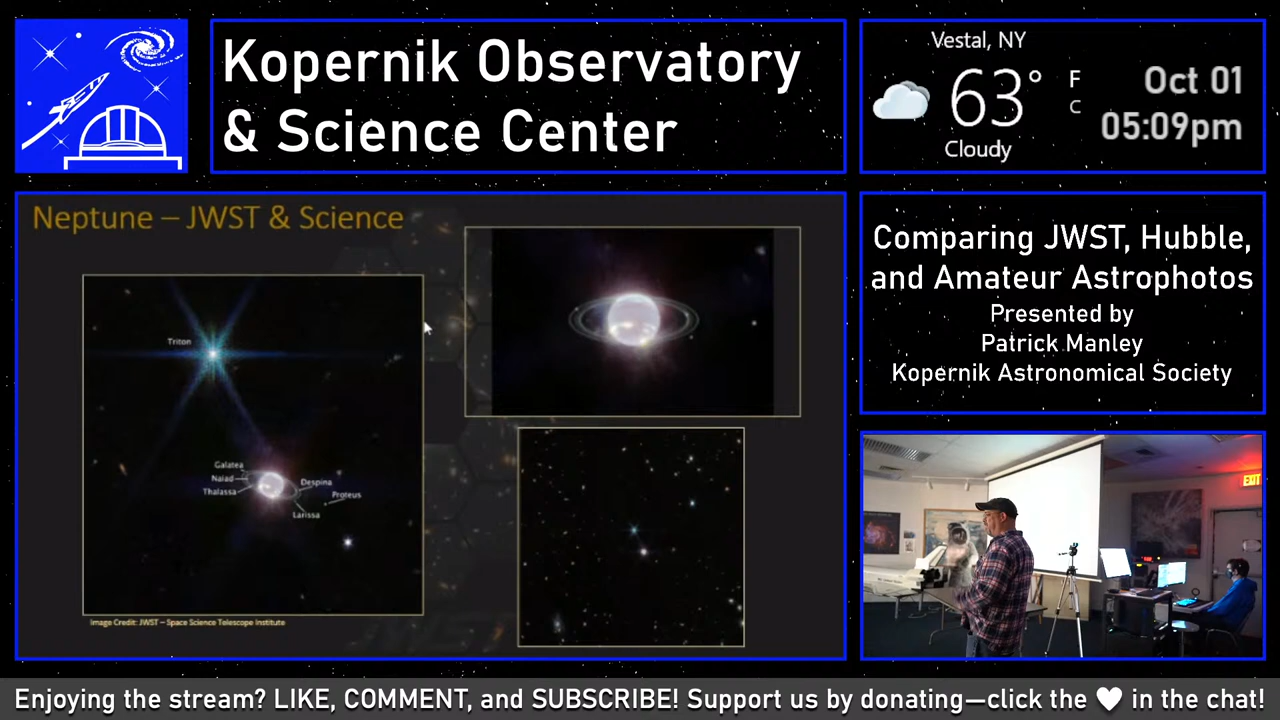 Kopernik Observatory
& Science Center
Vestal, NY
63° F
C
Cloudy
Oct 01
05:09pm
Neptune – JWST & Science
Triton
Galatea
Naiad
Thalassa
Despina
Proteus
Larissa
Image Credit: JWST – Space Science Telescope Institute
Comparing JWST, Hubble,
and Amateur Astrophotos
Presented by
Patrick Manley
Kopernik Astronomical Society
EXIT
Enjoying the stream? LIKE, COMMENT, and SUBSCRIBE! Support us by donating—click the ♥ in the chat!